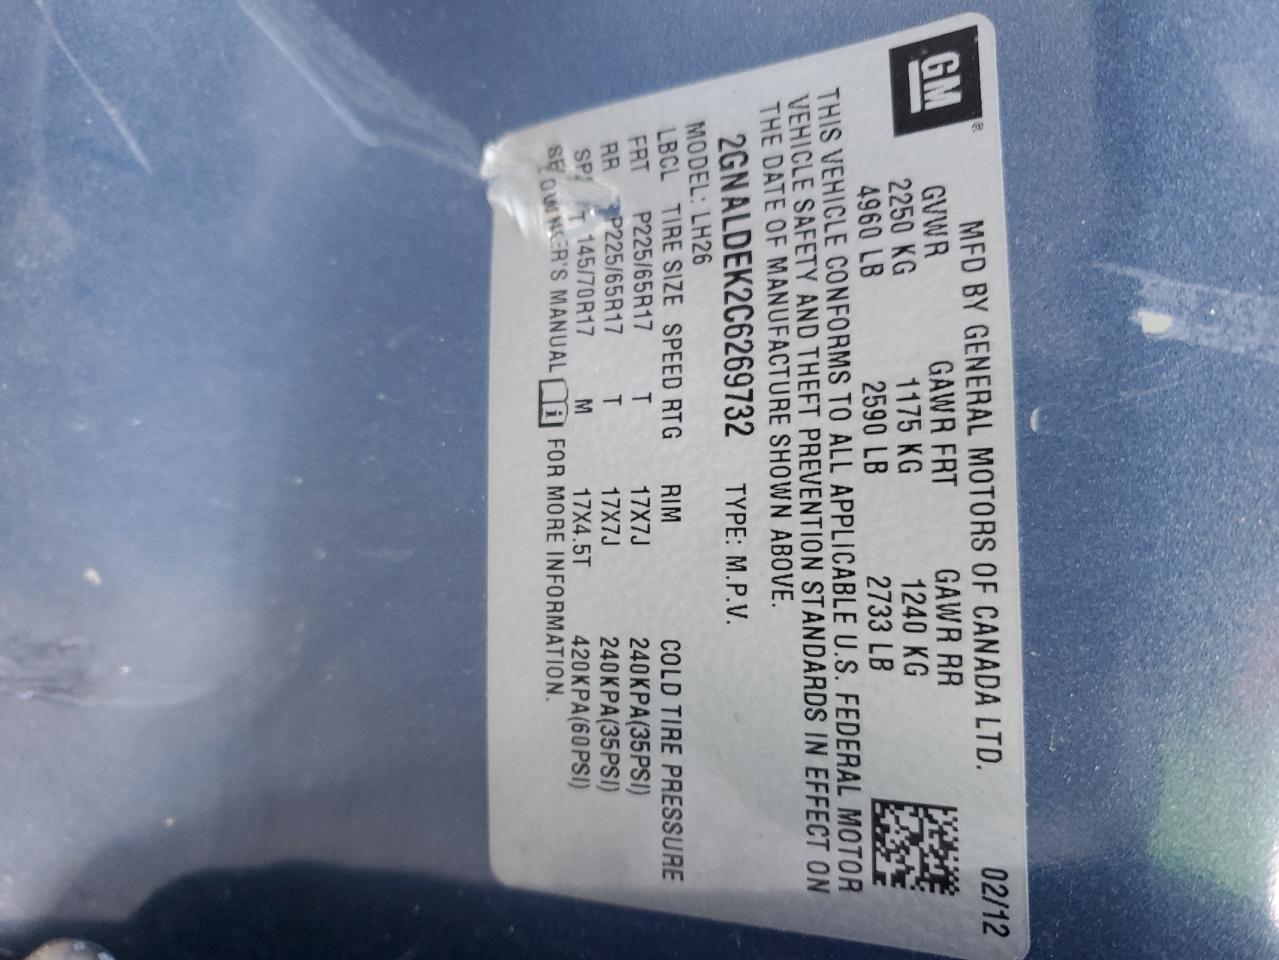 GM®
MFD BY GENERAL MOTORS OF CANADA LTD. 02/12
GVWR GAWR FRT GAWR RR
2250 KG 1175 KG 1240 KG
4960 LB 2590 LB 2733 LB
THIS VEHICLE CONFORMS TO ALL APPLICABLE U.S. FEDERAL MOTOR
VEHICLE SAFETY AND THEFT PREVENTION STANDARDS IN EFFECT ON
THE DATE OF MANUFACTURE SHOWN ABOVE.
2GNALDEK2C6269732 TYPE: M.P.V.
MODEL: LH26
LBCL TIRE SIZE SPEED RTG RIM COLD TIRE PRESSURE
FRT P225/65R17 T 17X7J 240KPA(35PSI)
RR P225/65R17 T 17X7J 240KPA(35PSI)
T145/70R17 M 17X4.5T 420KPA(60PSI)
OWNER'S MANUAL FOR MORE INFORMATION.